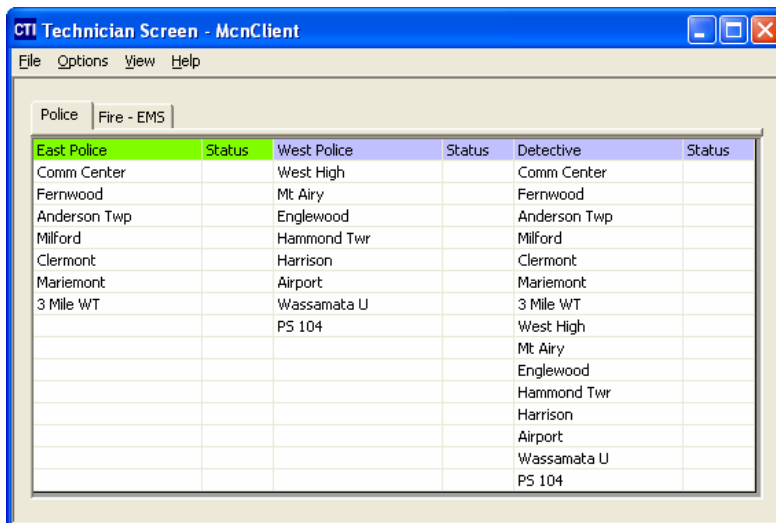 CTI Technician Screen - McnClient
File Options View Help
Police Fire - EMS
East Police Status West Police Status Detective Status
Comm Center West High Comm Center
Fernwood Mt Airy Fernwood
Anderson Twp Englewood Anderson Twp
Milford Hammond Twr Milford
Clermont Harrison Clermont
Mariemont Airport Mariemont
3 Mile WT Wassamata U 3 Mile WT
PS 104 West High
Mt Airy
Englewood
Hammond Twr
Harrison
Airport
Wassamata U
PS 104